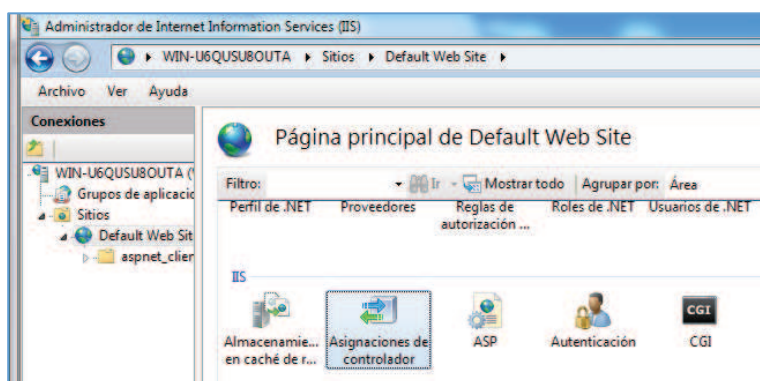 Administrador de Internet Information Services (IIS)
WIN-U6QUSU8OUTA Sitios Default Web Site
Archivo Ver Ayuda
Conexiones
WIN-U6QUSU8OUTA (
Grupos de aplicacic
Sitios
Default Web Sit
aspnet_clier
Página principal de Default Web Site
Filtro: Ir Mostrar todo Agrupar por: Área
Perfil de .NET Proveedores Reglas de Roles de .NET Usuarios de .NET
autorización ...
IIS
Almacenamie... Asignaciones de ASP Autenticación CGI
en caché de r... controlador
CGI